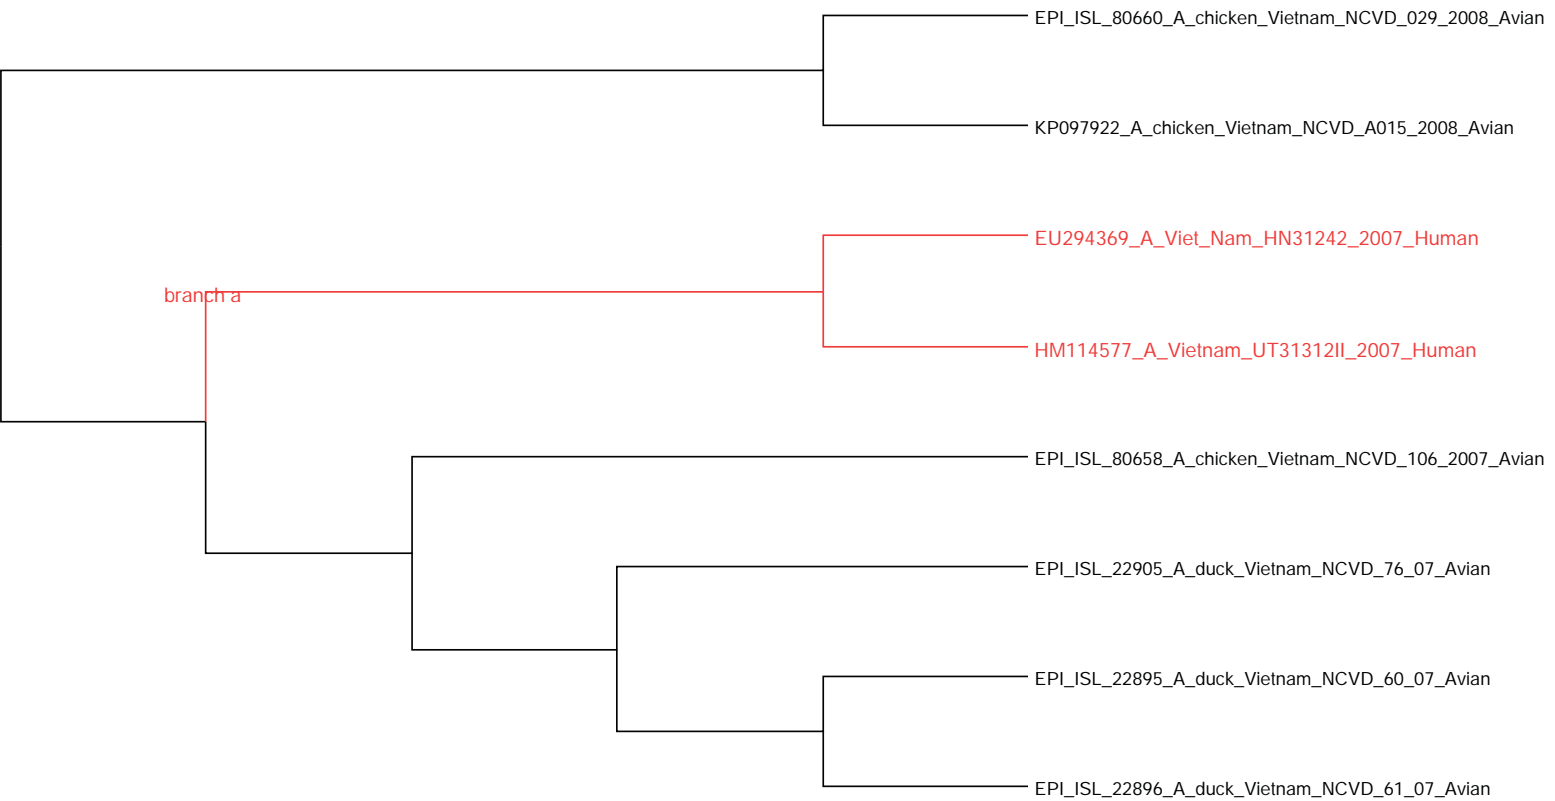 EPI_ISL_80660_A_chicken_Vietnam_NCVD_029_2008_Avian
KP097922_A_chicken_Vietnam_NCVD_A015_2008_Avian
EU294369_A_Viet_Nam_HN31242_2007_Human
branch a
HM114577_A_Vietnam_UT31312II_2007_Human
EPI_ISL_80658_A_chicken_Vietnam_NCVD_106_2007_Avian
EPI_ISL_22905_A_duck_Vietnam_NCVD_76_07_Avian
EPI_ISL_22895_A_duck_Vietnam_NCVD_60_07_Avian
EPI_ISL_22896_A_duck_Vietnam_NCVD_61_07_Avian